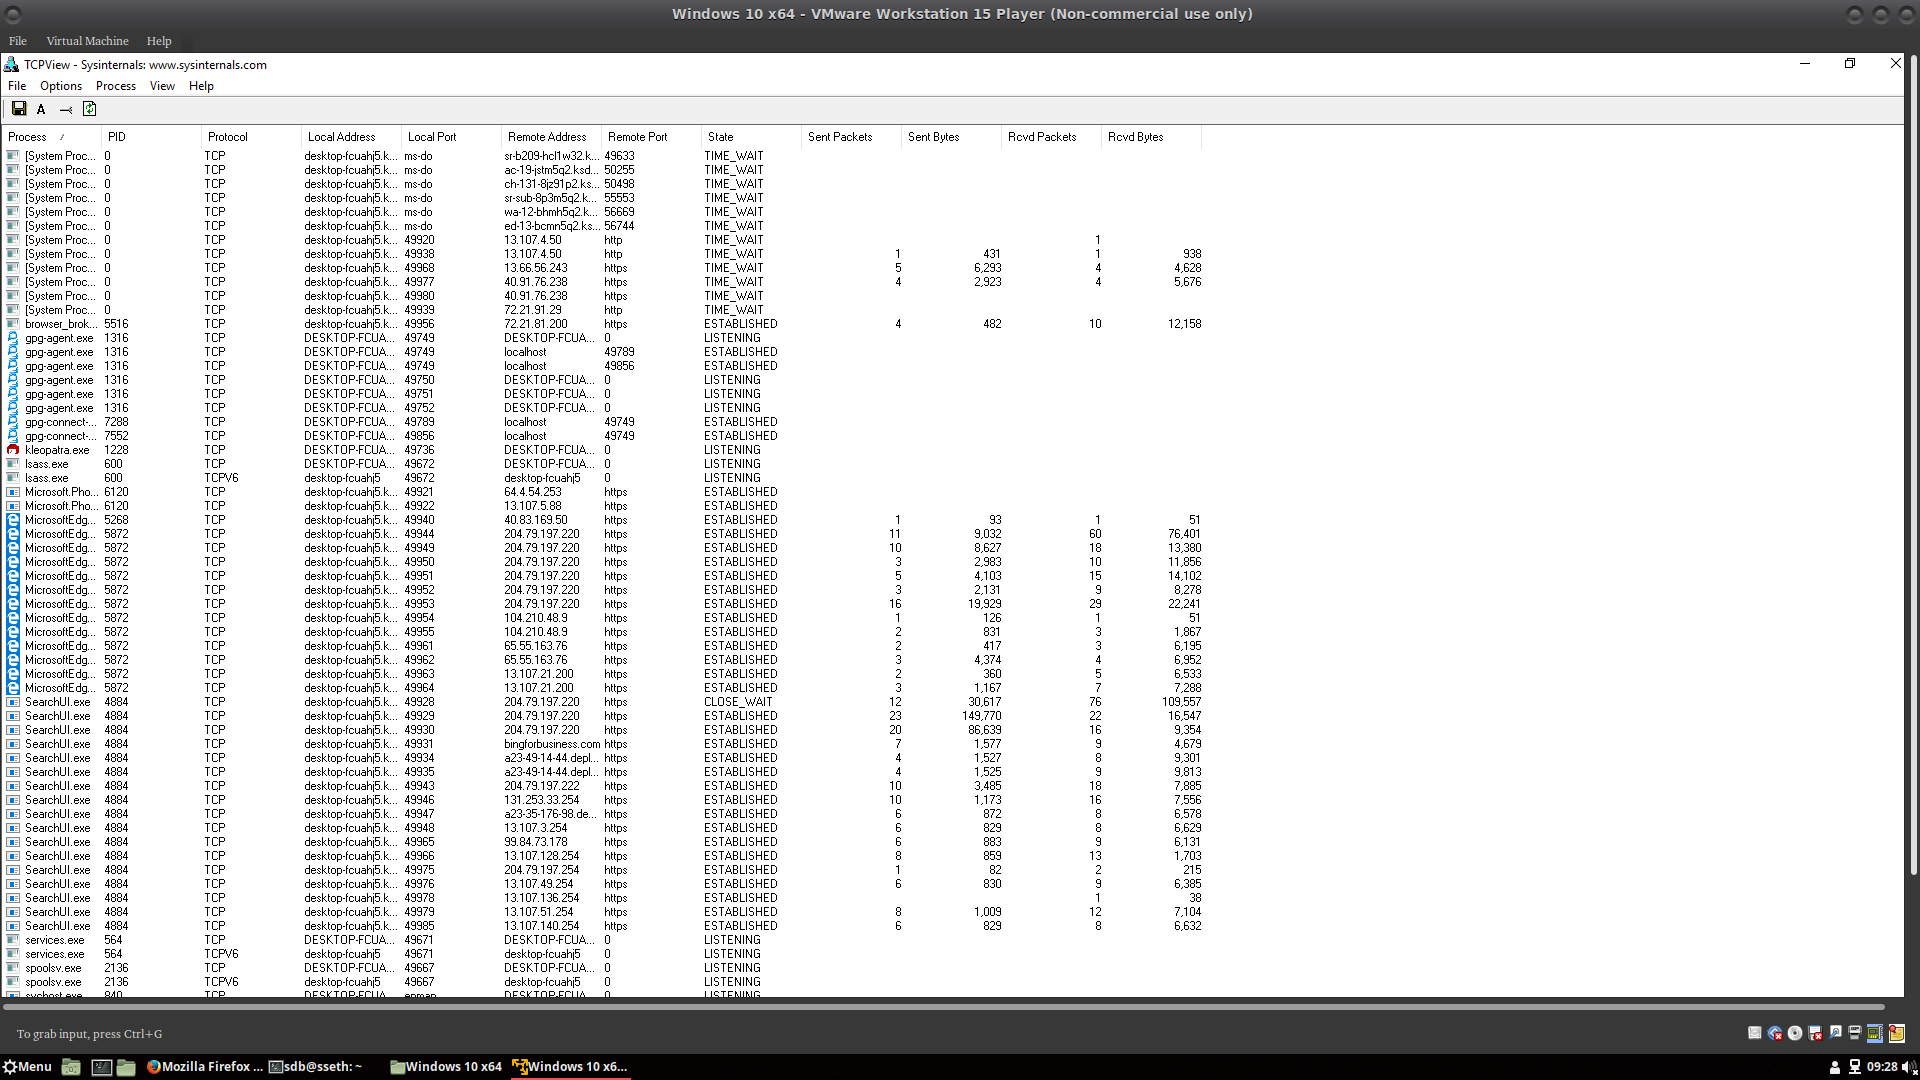 Windows 10 x64 - VMware Workstation 15 Player (Non-commercial use only)
File Virtual Machine Help
TCPView - Sysinternals: www.sysinternals.com
File Options Process View Help
A
Process / PID Protocol Local Address Local Port Remote Address Remote Port State Sent Packets Sent Bytes Rcvd Packets Rcvd Bytes
[System Proc... 0 TCP desktop-fcuahj5.k... ms-do sr-b209-hcl1w32.k... 49633 TIME_WAIT
[System Proc... 0 TCP desktop-fcuahj5.k... ms-do ac-19-jstm5q2.ksd... 50255 TIME_WAIT
[System Proc... 0 TCP desktop-fcuahj5.k... ms-do ch-131-8jz91p2.ks... 50498 TIME_WAIT
[System Proc... 0 TCP desktop-fcuahj5.k... ms-do sr-sub-8p3m5q2.k... 55553 TIME_WAIT
[System Proc... 0 TCP desktop-fcuahj5.k... ms-do wa-12-bhmh5q2.k... 56669 TIME_WAIT
[System Proc... 0 TCP desktop-fcuahj5.k... ms-do ed-13-bcmn5q2.ks... 56744 TIME_WAIT
[System Proc... 0 TCP desktop-fcuahj5.k... 49920 13.107.4.50 http TIME_WAIT 1
[System Proc... 0 TCP desktop-fcuahj5.k... 49938 13.107.4.50 http TIME_WAIT 1 431 1 938
[System Proc... 0 TCP desktop-fcuahj5.k... 49968 13.66.56.243 https TIME_WAIT 5 6,293 4 4,628
[System Proc... 0 TCP desktop-fcuahj5.k... 49977 40.91.76.238 https TIME_WAIT 4 2,923 4 5,676
[System Proc... 0 TCP desktop-fcuahj5.k... 49980 40.91.76.238 https TIME_WAIT
[System Proc... 0 TCP desktop-fcuahj5.k... 49939 72.21.91.29 http TIME_WAIT
browser_brok... 5516 TCP desktop-fcuahj5.k... 49956 72.21.81.200 https ESTABLISHED 4 482 10 12,158
gpg-agent.exe 1316 TCP DESKTOP-FCUA... 49749 DESKTOP-FCUA... 0 LISTENING
gpg-agent.exe 1316 TCP DESKTOP-FCUA... 49749 localhost 49789 ESTABLISHED
gpg-agent.exe 1316 TCP DESKTOP-FCUA... 49749 localhost 49856 ESTABLISHED
gpg-agent.exe 1316 TCP DESKTOP-FCUA... 49750 DESKTOP-FCUA... 0 LISTENING
gpg-agent.exe 1316 TCP DESKTOP-FCUA... 49751 DESKTOP-FCUA... 0 LISTENING
gpg-agent.exe 1316 TCP DESKTOP-FCUA... 49752 DESKTOP-FCUA... 0 LISTENING
gpg-connect-... 7288 TCP DESKTOP-FCUA... 49789 localhost 49749 ESTABLISHED
gpg-connect-... 7552 TCP DESKTOP-FCUA... 49856 localhost 49749 ESTABLISHED
kleopatra.exe 1228 TCP DESKTOP-FCUA... 49736 DESKTOP-FCUA... 0 LISTENING
lsass.exe 600 TCP DESKTOP-FCUA... 49672 DESKTOP-FCUA... 0 LISTENING
lsass.exe 600 TCPV6 desktop-fcuahj5 49672 desktop-fcuahj5 0 LISTENING
Microsoft.Pho... 6120 TCP desktop-fcuahj5.k... 49921 64.4.54.253 https ESTABLISHED
Microsoft.Pho... 6120 TCP desktop-fcuahj5.k... 49922 13.107.5.88 https ESTABLISHED
MicrosoftEdg... 5268 TCP desktop-fcuahj5.k... 49940 40.83.169.50 https ESTABLISHED 1 93 1 51
MicrosoftEdg... 5872 TCP desktop-fcuahj5.k... 49944 204.79.197.220 https ESTABLISHED 11 9,032 60 76,401
MicrosoftEdg... 5872 TCP desktop-fcuahj5.k... 49949 204.79.197.220 https ESTABLISHED 10 8,627 18 13,380
MicrosoftEdg... 5872 TCP desktop-fcuahj5.k... 49950 204.79.197.220 https ESTABLISHED 3 2,983 10 11,856
MicrosoftEdg... 5872 TCP desktop-fcuahj5.k... 49951 204.79.197.220 https ESTABLISHED 5 4,103 15 14,102
MicrosoftEdg... 5872 TCP desktop-fcuahj5.k... 49952 204.79.197.220 https ESTABLISHED 3 2,131 9 8,278
MicrosoftEdg... 5872 TCP desktop-fcuahj5.k... 49953 204.79.197.220 https ESTABLISHED 16 19,929 29 22,241
MicrosoftEdg... 5872 TCP desktop-fcuahj5.k... 49954 104.210.48.9 https ESTABLISHED 1 126 1 51
MicrosoftEdg... 5872 TCP desktop-fcuahj5.k... 49955 104.210.48.9 https ESTABLISHED 2 831 3 1,867
MicrosoftEdg... 5872 TCP desktop-fcuahj5.k... 49961 65.55.163.76 https ESTABLISHED 2 417 3 6,195
MicrosoftEdg... 5872 TCP desktop-fcuahj5.k... 49962 65.55.163.76 https ESTABLISHED 3 4,374 4 6,952
MicrosoftEdg... 5872 TCP desktop-fcuahj5.k... 49963 13.107.21.200 https ESTABLISHED 2 360 5 6,533
MicrosoftEdg... 5872 TCP desktop-fcuahj5.k... 49964 13.107.21.200 https ESTABLISHED 3 1,167 7 7,288
SearchUI.exe 4884 TCP desktop-fcuahj5.k... 49928 204.79.197.220 https CLOSE_WAIT 12 30,617 76 109,557
SearchUI.exe 4884 TCP desktop-fcuahj5.k... 49929 204.79.197.220 https ESTABLISHED 23 149,770 22 16,547
SearchUI.exe 4884 TCP desktop-fcuahj5.k... 49930 204.79.197.220 https ESTABLISHED 20 86,639 16 9,354
SearchUI.exe 4884 TCP desktop-fcuahj5.k... 49931 bingforbusiness.com https ESTABLISHED 7 1,577 9 4,679
SearchUI.exe 4884 TCP desktop-fcuahj5.k... 49934 a23-49-14-44.depl... https ESTABLISHED 4 1,527 8 9,301
SearchUI.exe 4884 TCP desktop-fcuahj5.k... 49935 a23-49-14-44.depl... https ESTABLISHED 4 1,525 9 9,813
SearchUI.exe 4884 TCP desktop-fcuahj5.k... 49943 204.79.197.222 https ESTABLISHED 10 3,485 18 7,885
SearchUI.exe 4884 TCP desktop-fcuahj5.k... 49946 131.253.33.254 https ESTABLISHED 10 1,173 16 7,556
SearchUI.exe 4884 TCP desktop-fcuahj5.k... 49947 a23-35-176-98.de... https ESTABLISHED 6 872 8 6,578
SearchUI.exe 4884 TCP desktop-fcuahj5.k... 49948 13.107.3.254 https ESTABLISHED 6 829 8 6,629
SearchUI.exe 4884 TCP desktop-fcuahj5.k... 49965 99.84.73.178 https ESTABLISHED 6 883 9 6,131
SearchUI.exe 4884 TCP desktop-fcuahj5.k... 49966 13.107.128.254 https ESTABLISHED 8 859 13 1,703
SearchUI.exe 4884 TCP desktop-fcuahj5.k... 49975 204.79.197.254 https ESTABLISHED 1 82 2 215
SearchUI.exe 4884 TCP desktop-fcuahj5.k... 49976 13.107.49.254 https ESTABLISHED 6 830 9 6,385
SearchUI.exe 4884 TCP desktop-fcuahj5.k... 49978 13.107.136.254 https ESTABLISHED 1 38
SearchUI.exe 4884 TCP desktop-fcuahj5.k... 49979 13.107.51.254 https ESTABLISHED 8 1,009 12 7,104
SearchUI.exe 4884 TCP desktop-fcuahj5.k... 49985 13.107.140.254 https ESTABLISHED 6 829 8 6,632
services.exe 564 TCP DESKTOP-FCUA... 49671 DESKTOP-FCUA... 0 LISTENING
services.exe 564 TCPV6 desktop-fcuahj5 49671 desktop-fcuahj5 0 LISTENING
spoolsv.exe 2136 TCP DESKTOP-FCUA... 49667 DESKTOP-FCUA... 0 LISTENING
spoolsv.exe 2136 TCPV6 desktop-fcuahj5 49667 desktop-fcuahj5 0 LISTENING
svchost.exe 840 TCP DESKTOP-FCUA... epmap DESKTOP-FCUA... 0 LISTENING
To grab input, press Ctrl+G
Menu Mozilla Firefox ... sdb@sseth: ~ Windows 10 x64 Windows 10 x6... 09:28